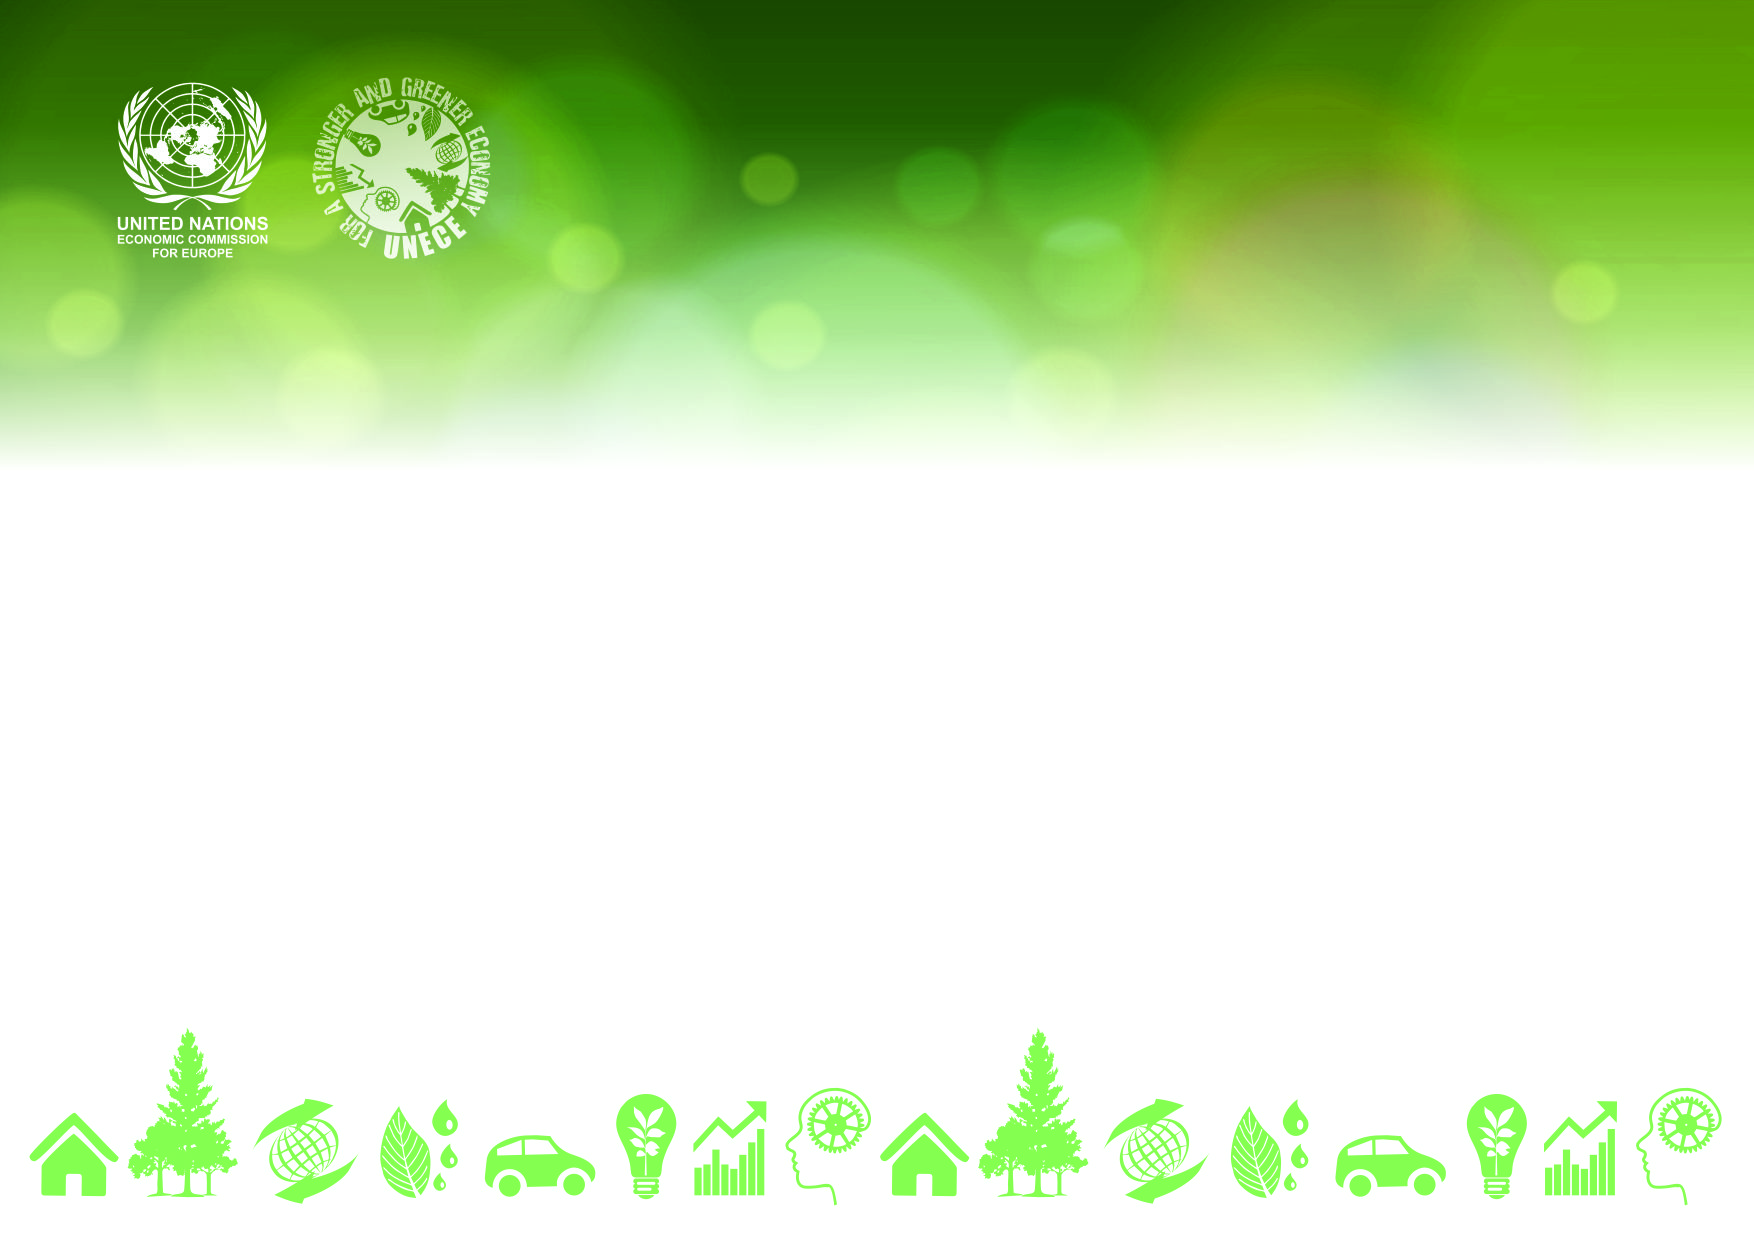 UNITED NATIONS
ECONOMIC COMMISSION
FOR EUROPE
FOR A STRONGER AND GREENER ECONOMY
UNECE